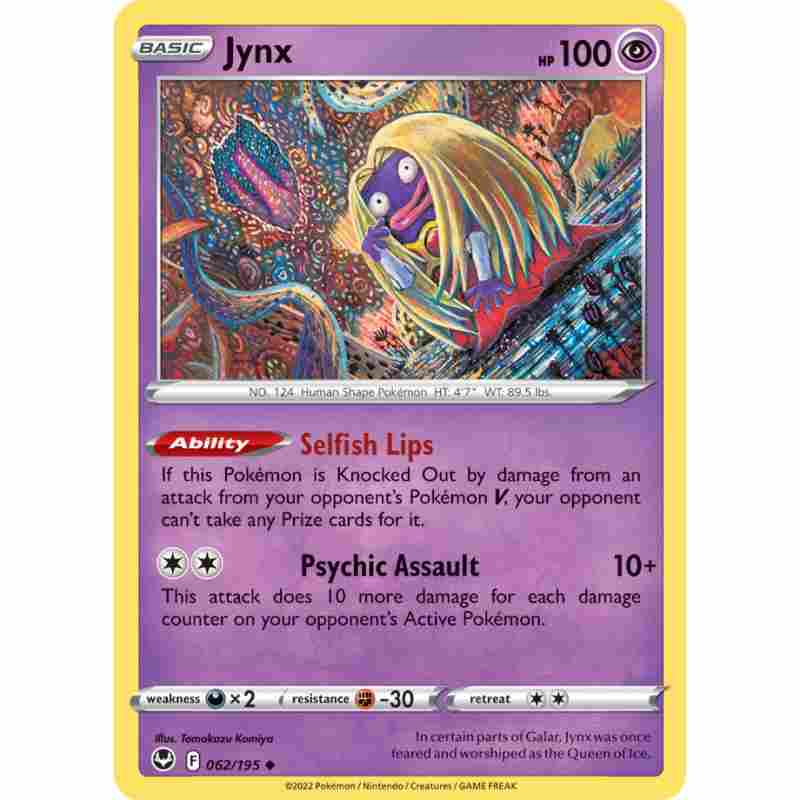 BASIC Jynx HP 100
NO. 124 Human Shape Pokémon HT: 4'7" WT: 89.5 lbs.
Ability Selfish Lips
If this Pokémon is Knocked Out by damage from an
attack from your opponent's Pokémon V, your opponent
can't take any Prize cards for it.
Psychic Assault 10+
This attack does 10 more damage for each damage
counter on your opponent's Active Pokémon.
weakness ×2 resistance -30 retreat
Illus. Tomokazu Komiya
In certain parts of Galar, Jynx was once
feared and worshiped as the Queen of Ice.
F 062/195
©2022 Pokémon / Nintendo / Creatures / GAME FREAK